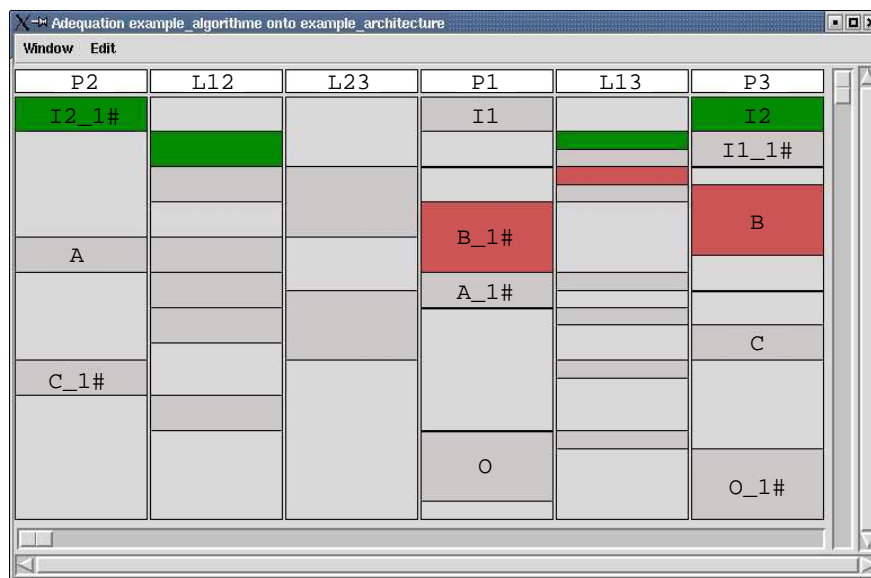 Adequation example_algorithme onto example_architecture
Window Edit
P2 L12 L23 P1 L13 P3
I2_1# I1 I2
I1_1#
B_1# B
A
A_1#
C
C_1#
O
O_1#